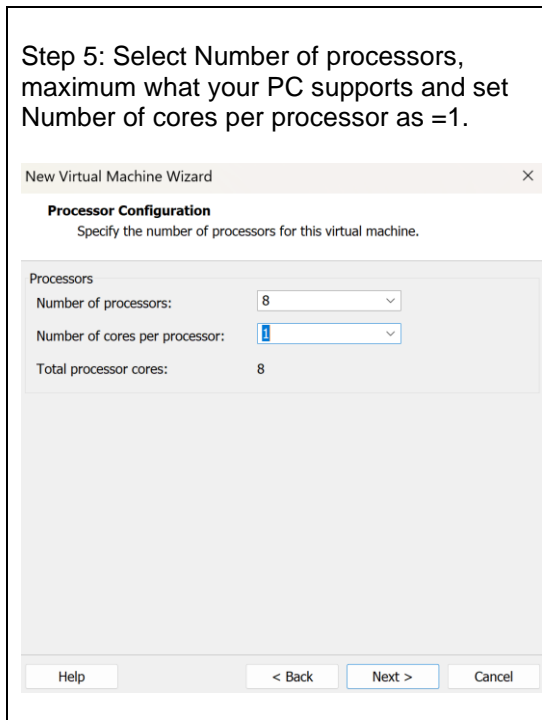 Step 5: Select Number of processors,
maximum what your PC supports and set
Number of cores per processor as =1.
New Virtual Machine Wizard
Processor Configuration
Specify the number of processors for this virtual machine.
Processors
Number of processors: 8
Number of cores per processor: 1
Total processor cores: 8
Help < Back Next > Cancel